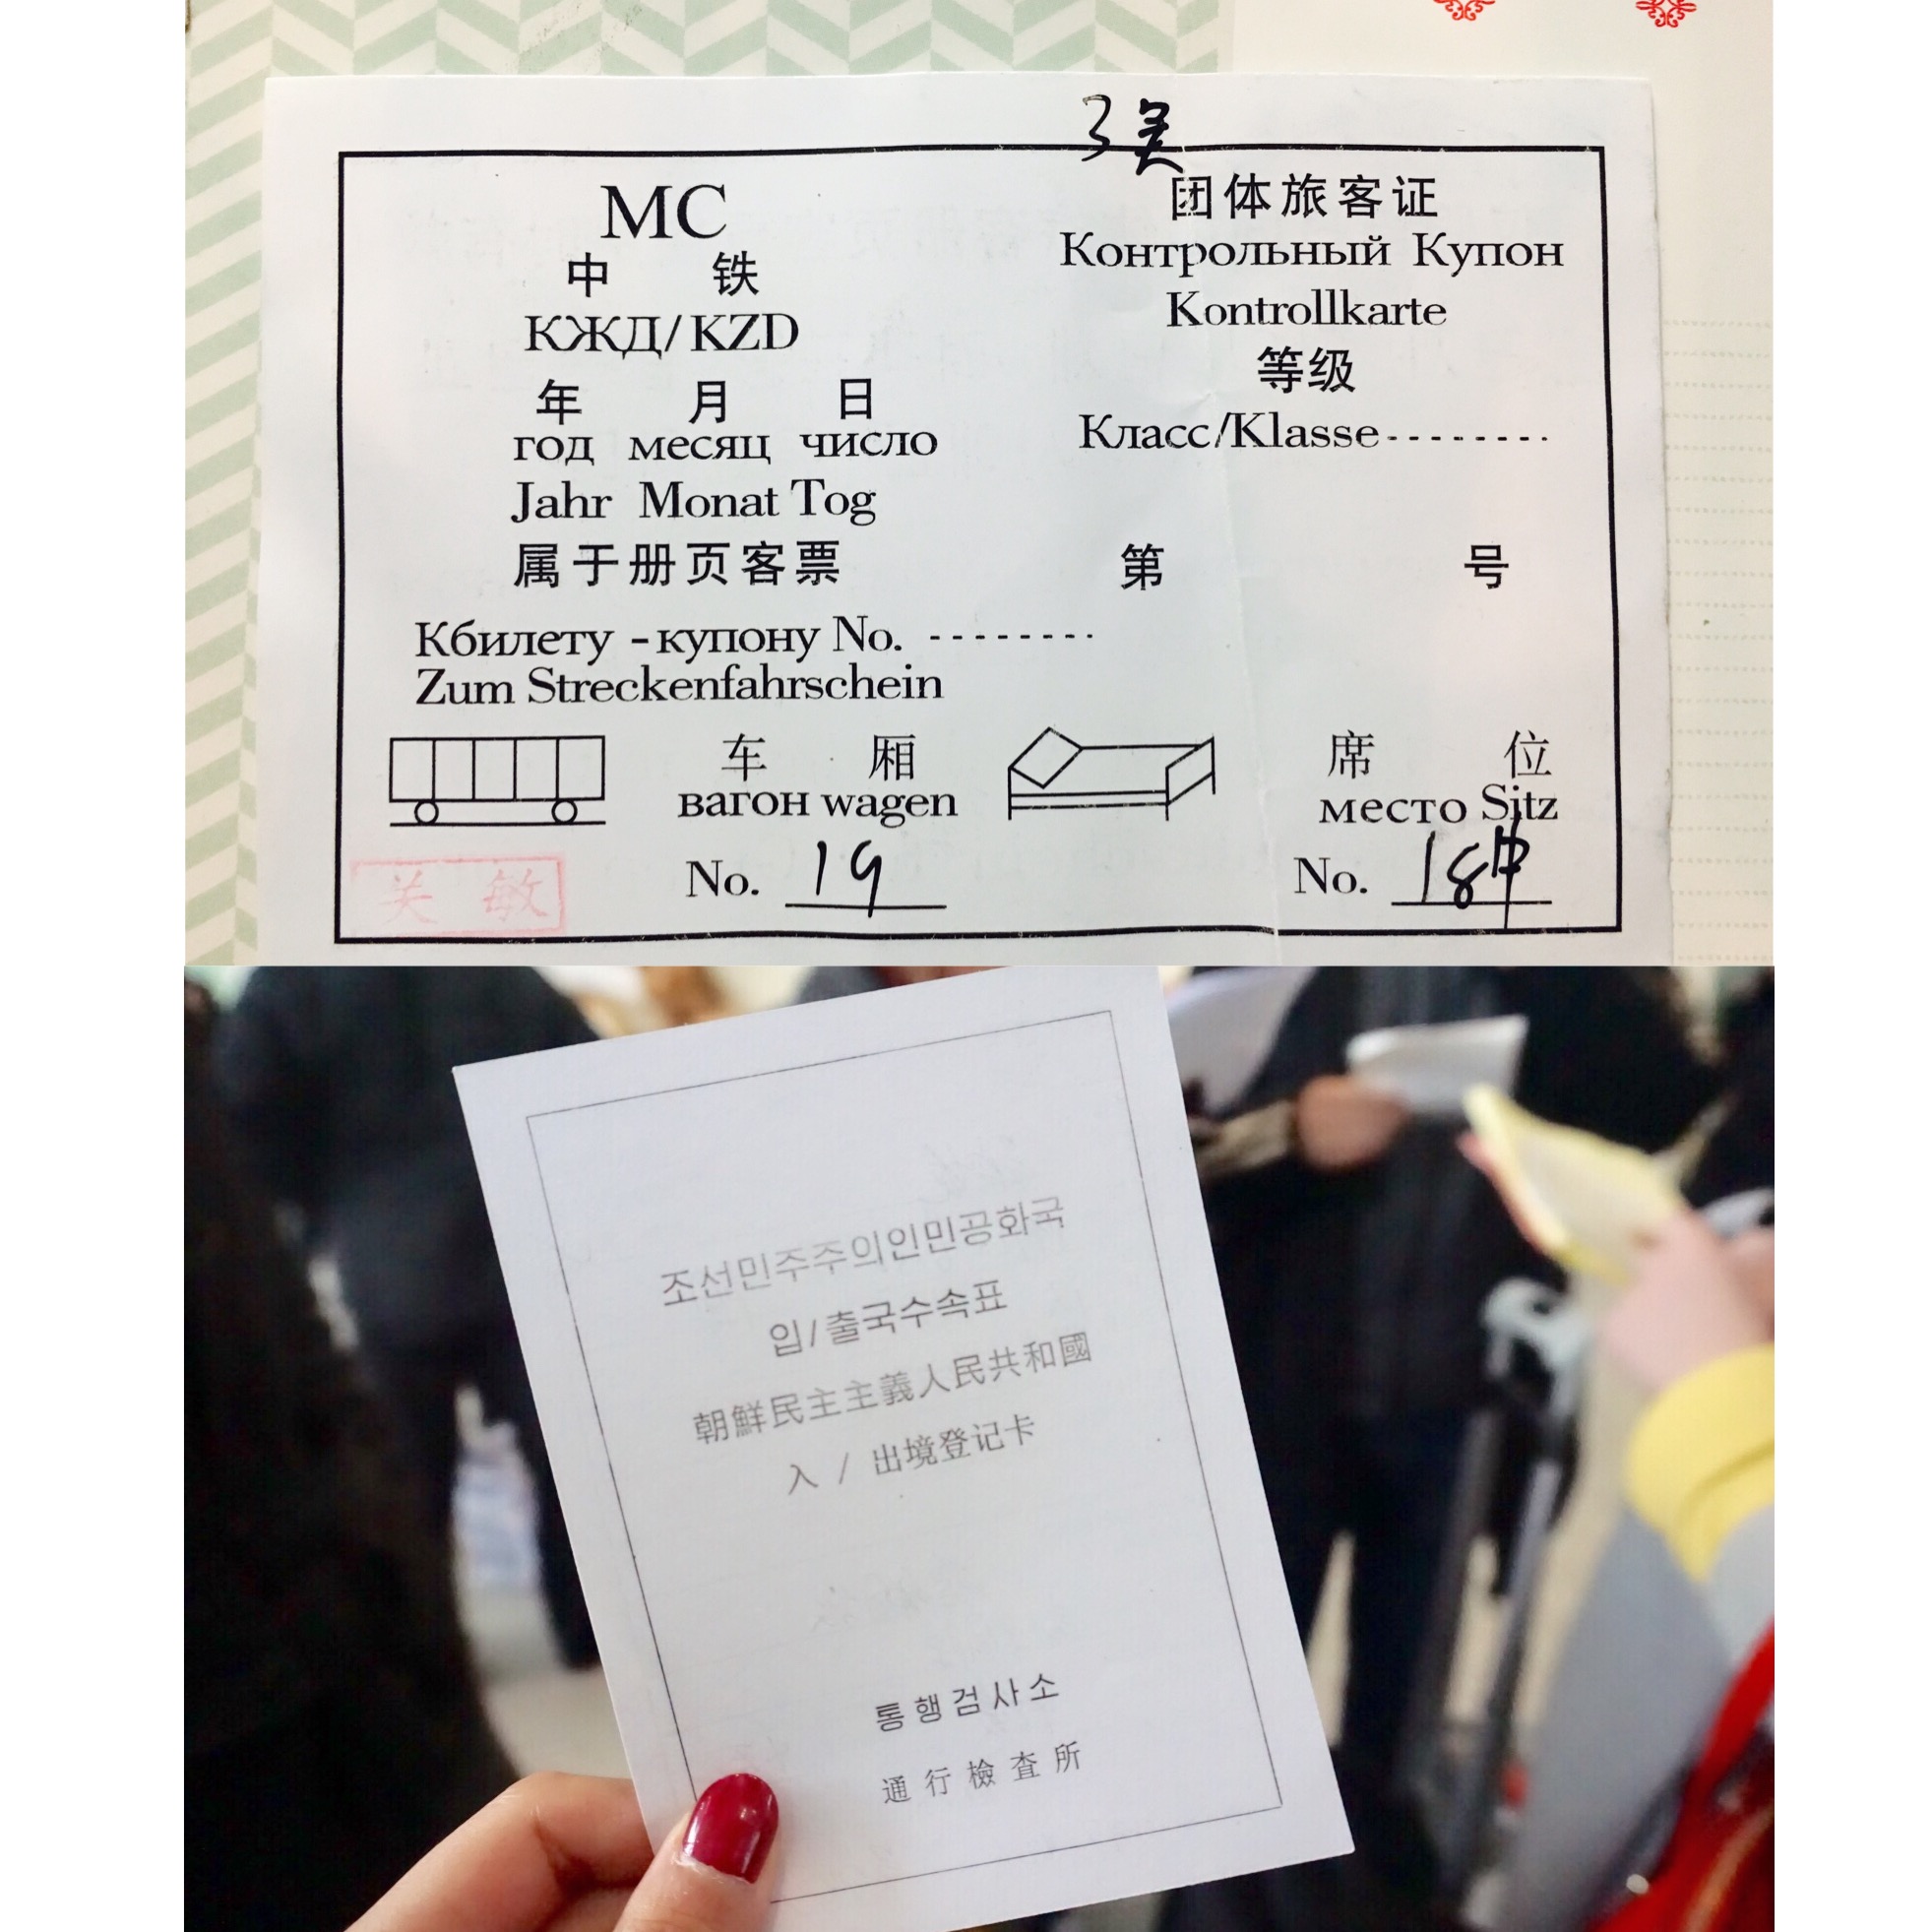 MC
中 铁
КЖД/KZD
年 月 日
год месяц число
Jahr Monat Tog
属于册页客票 第 号
Кбилету -купону No. --------
Zum Streckenfahrschein
团体旅客证
Контрольный Купон
Kontrollkarte
等级
Класс/Klasse--------
车 厢
вагон wagen
No. 19
席 位
место Sitz
No. 18中
조선민주주의인민공화국
입/출국수속표
朝鮮民主主義人民共和國
入 / 出境登记卡
통행검사소
通行檢査所